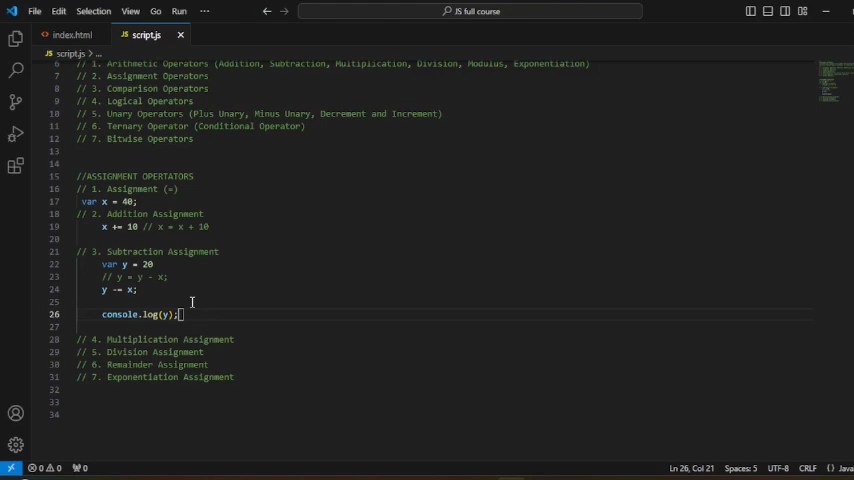 File Edit Selection View Go Run ... JS full course
index.html JS script.js
JS script.js > ...
6 // 1. Arithmetic Operators (Addition, Subtraction, Multiplication, Division, Modulus, Exponentiation)
7 // 2. Assignment Operators
8 // 3. Comparison Operators
9 // 4. Logical Operators
10 // 5. Unary Operators (Plus Unary, Minus Unary, Decrement and Increment)
11 // 6. Ternary Operator (Conditional Operator)
12 // 7. Bitwise Operators
13
14
15 //ASSIGNMENT OPERTATORS
16 // 1. Assignment (=)
17 var x = 40;
18 // 2. Addition Assignment
19 x += 10 // x = x + 10
20
21 // 3. Subtraction Assignment
22 var y = 20
23 // y = y - x;
24 y -= x;
25
26 console.log(y);
27
28 // 4. Multiplication Assignment
29 // 5. Division Assignment
30 // 6. Remainder Assignment
31 // 7. Exponentiation Assignment
32
33
34
0 0 0 Ln 26, Col 21 Spaces: 5 UTF-8 CRLF {} Java